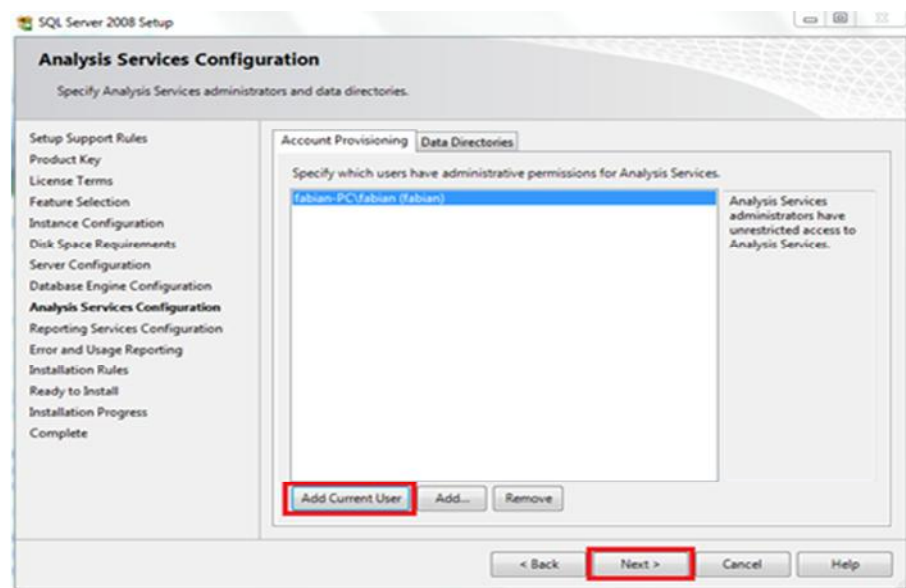 SQL Server 2008 Setup
Analysis Services Configuration
Specify Analysis Services administrators and data directories.
Setup Support Rules
Product Key
License Terms
Feature Selection
Instance Configuration
Disk Space Requirements
Server Configuration
Database Engine Configuration
Analysis Services Configuration
Reporting Services Configuration
Error and Usage Reporting
Installation Rules
Ready to Install
Installation Progress
Complete
Account Provisioning
Data Directories
Specify which users have administrative permissions for Analysis Services.
fabian-PC\fabian (fabian)
Analysis Services
administrators have
unrestricted access to
Analysis Services.
Add Current User
Add...
Remove
< Back
Next >
Cancel
Help